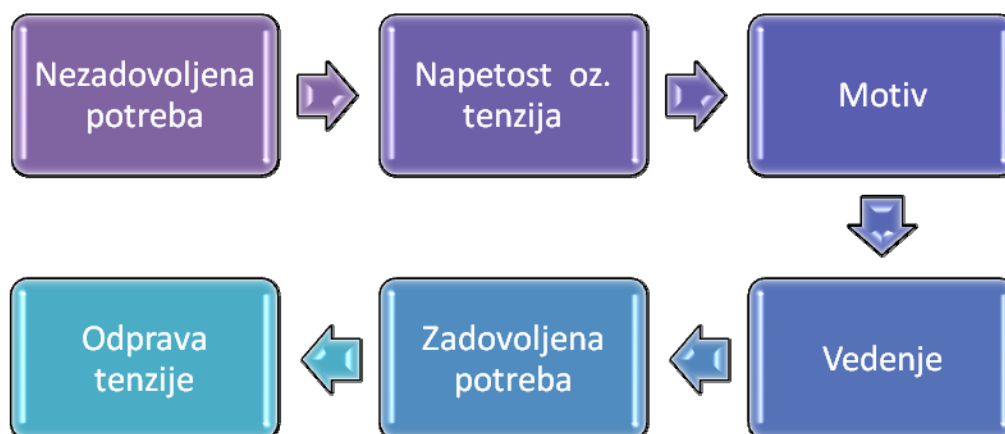 Nezadovoljena
potreba
Napetost oz.
tenzija
Motiv
Vedenje
Zadovoljena
potreba
Odprava
tenzije